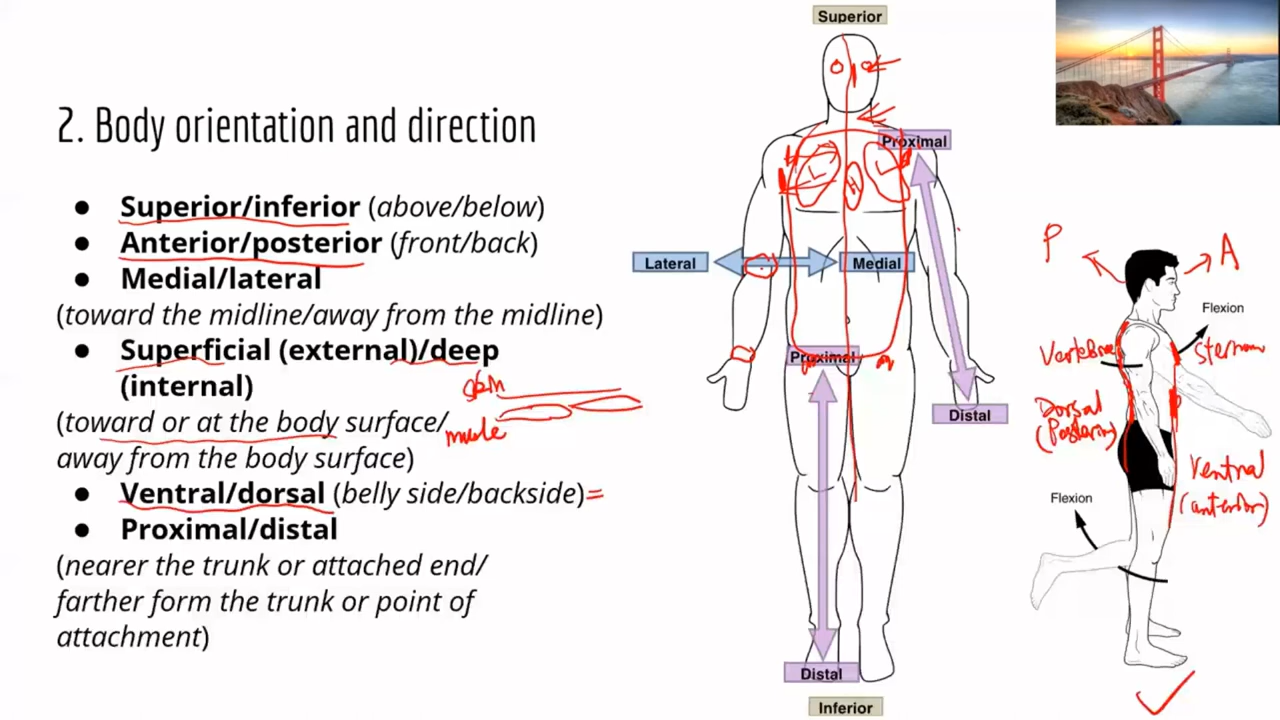 2. Body orientation and direction
● Superior/inferior (above/below)
● Anterior/posterior (front/back)
● Medial/lateral
(toward the midline/away from the midline)
● Superficial (external)/deep
(internal)
(toward or at the body surface/
away from the body surface)
● Ventral/dorsal (belly side/backside)=
● Proximal/distal
(nearer the trunk or attached end/
farther form the trunk or point of
attachment)
skin
muscle
Superior
Proximal
L
H
L
Lateral
Medial
Proximal
Distal
Distal
Inferior
P
A
Flexion
Vertebrae
Sternum
Dorsal
(Posterior)
Ventral
(anterior)
Flexion